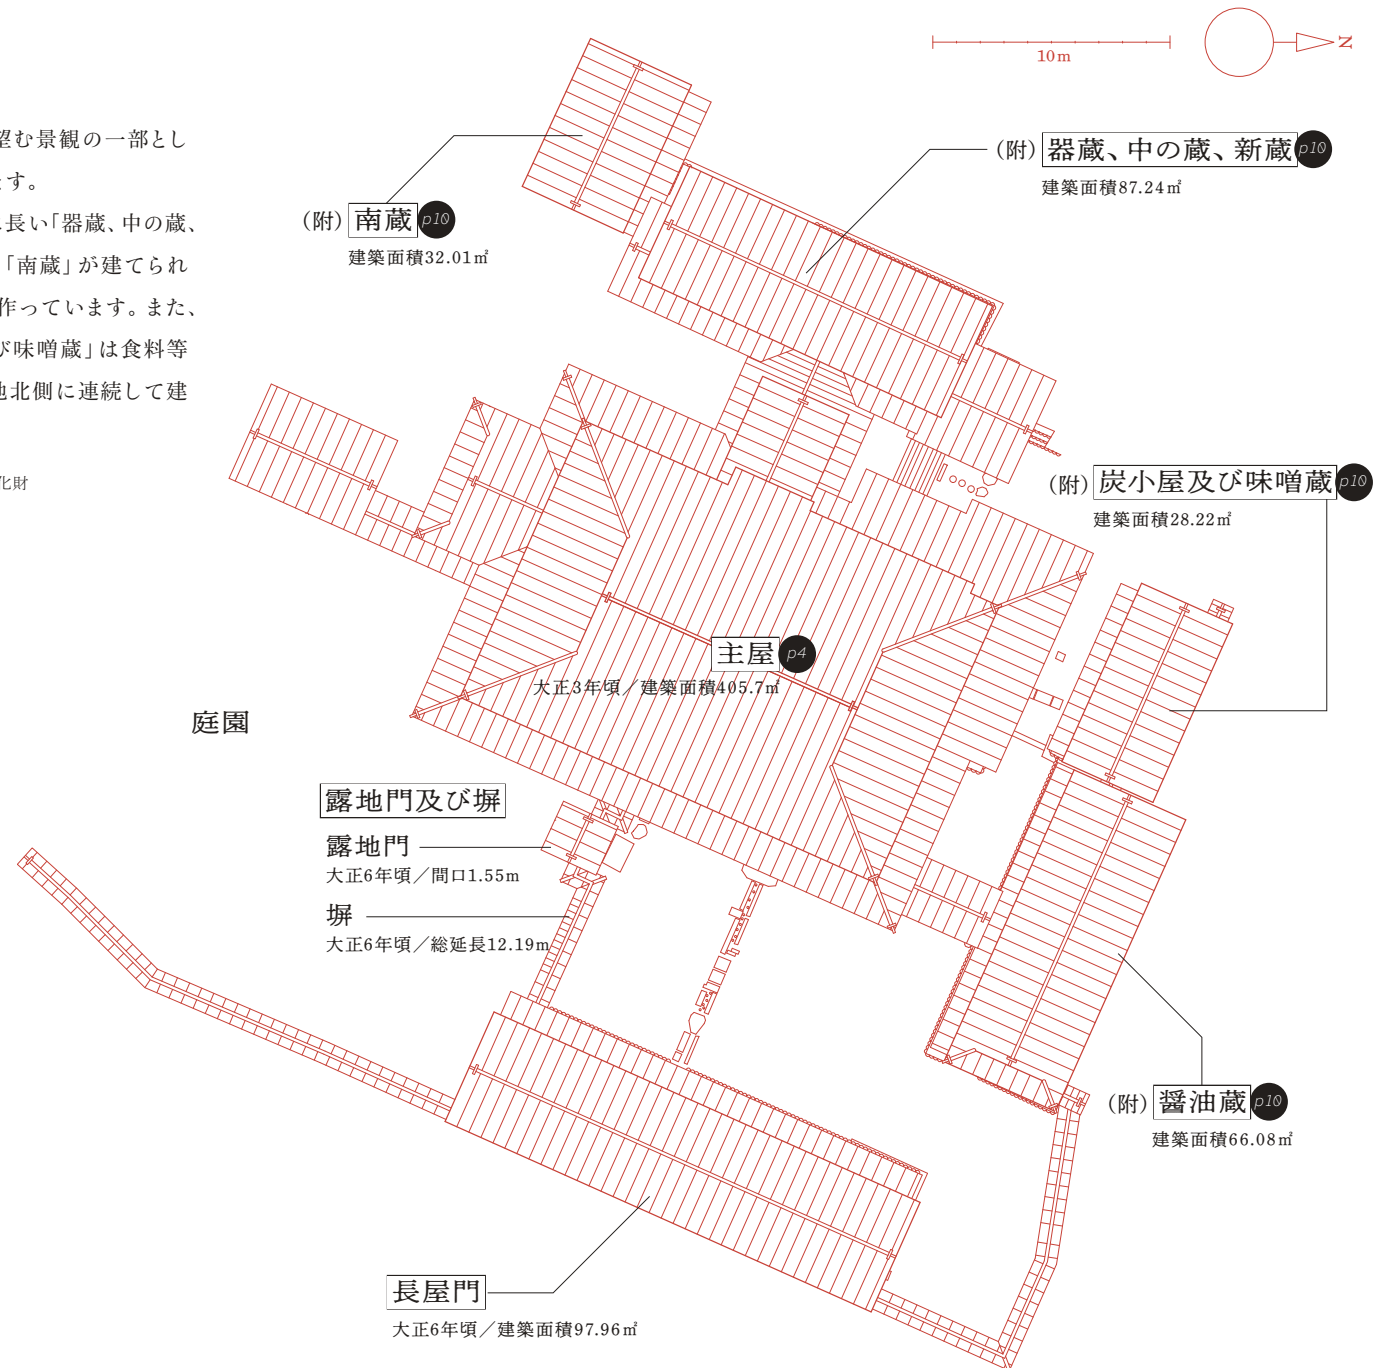 10m
N
望む景観の一部とし
ます。
長い「器蔵、中の蔵、
「南蔵」が建てられ
作っています。また、
び味噌蔵」は食料等
地北側に連続して建
化財
(附) 器蔵、中の蔵、新蔵 p10
建築面積87.24㎡
(附) 南蔵 p10
建築面積32.01㎡
(附) 炭小屋及び味噌蔵 p10
建築面積28.22㎡
主屋 p4
大正3年頃／建築面積405.7㎡
庭園
露地門及び塀
露地門
大正6年頃／間口1.55m
塀
大正6年頃／総延長12.19m
(附) 醤油蔵 p10
建築面積66.08㎡
長屋門
大正6年頃／建築面積97.96㎡